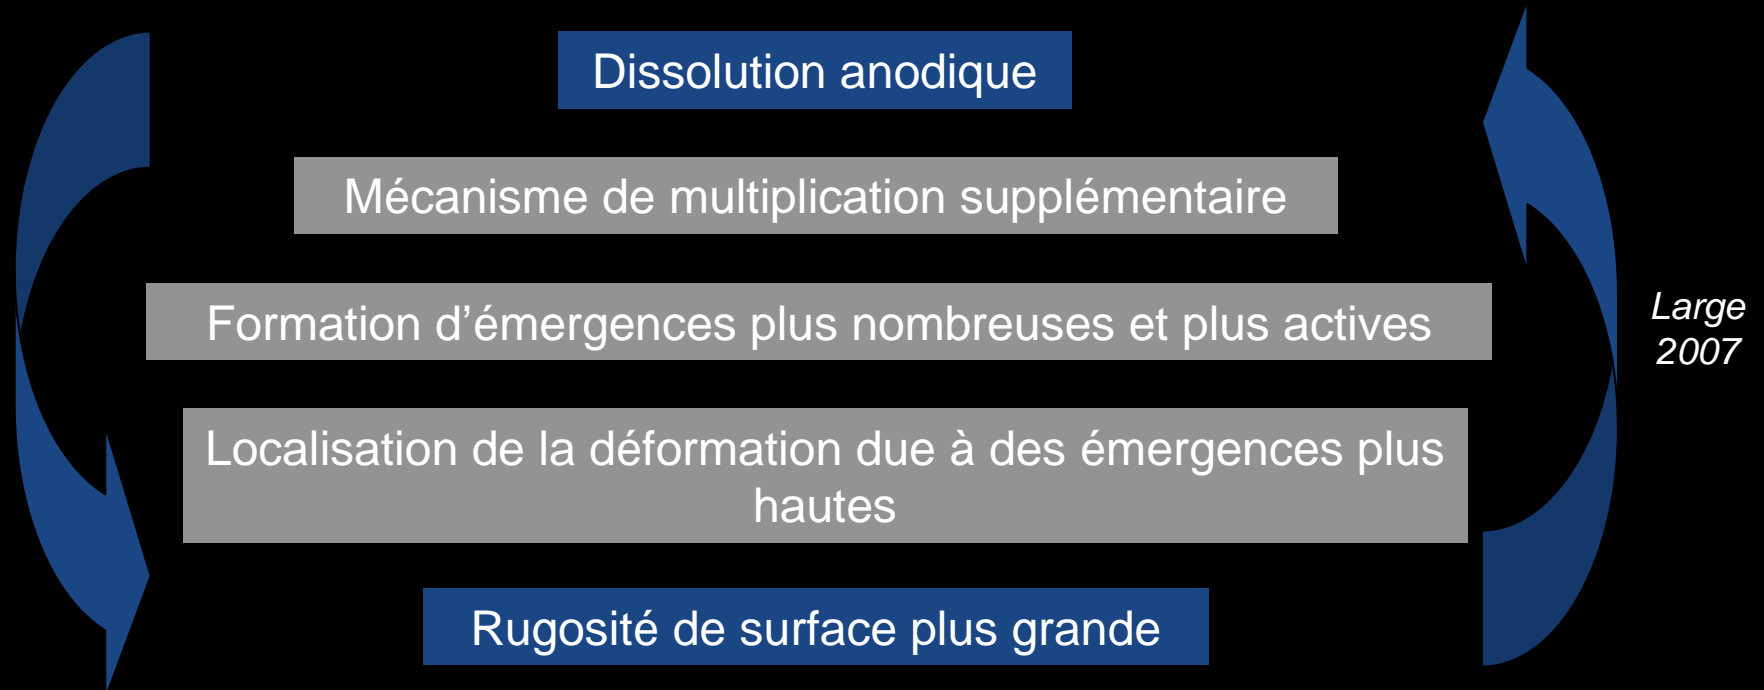 Dissolution anodique
Mécanisme de multiplication supplémentaire
Formation d’émergences plus nombreuses et plus actives
Large
2007
Localisation de la déformation due à des émergences plus
hautes
Rugosité de surface plus grande